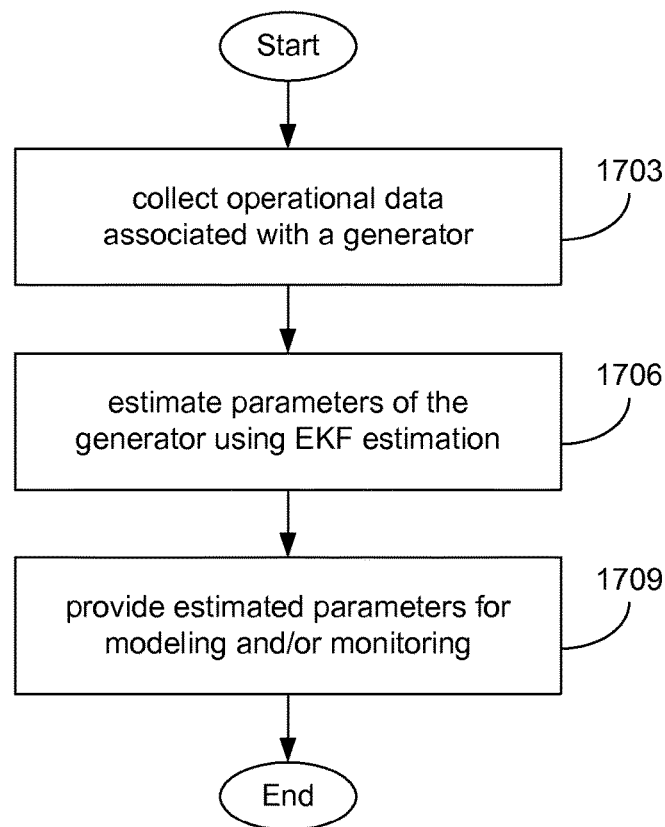 Start
collect operational data
associated with a generator
1703
estimate parameters of the
generator using EKF estimation
1706
provide estimated parameters for
modeling and/or monitoring
1709
End